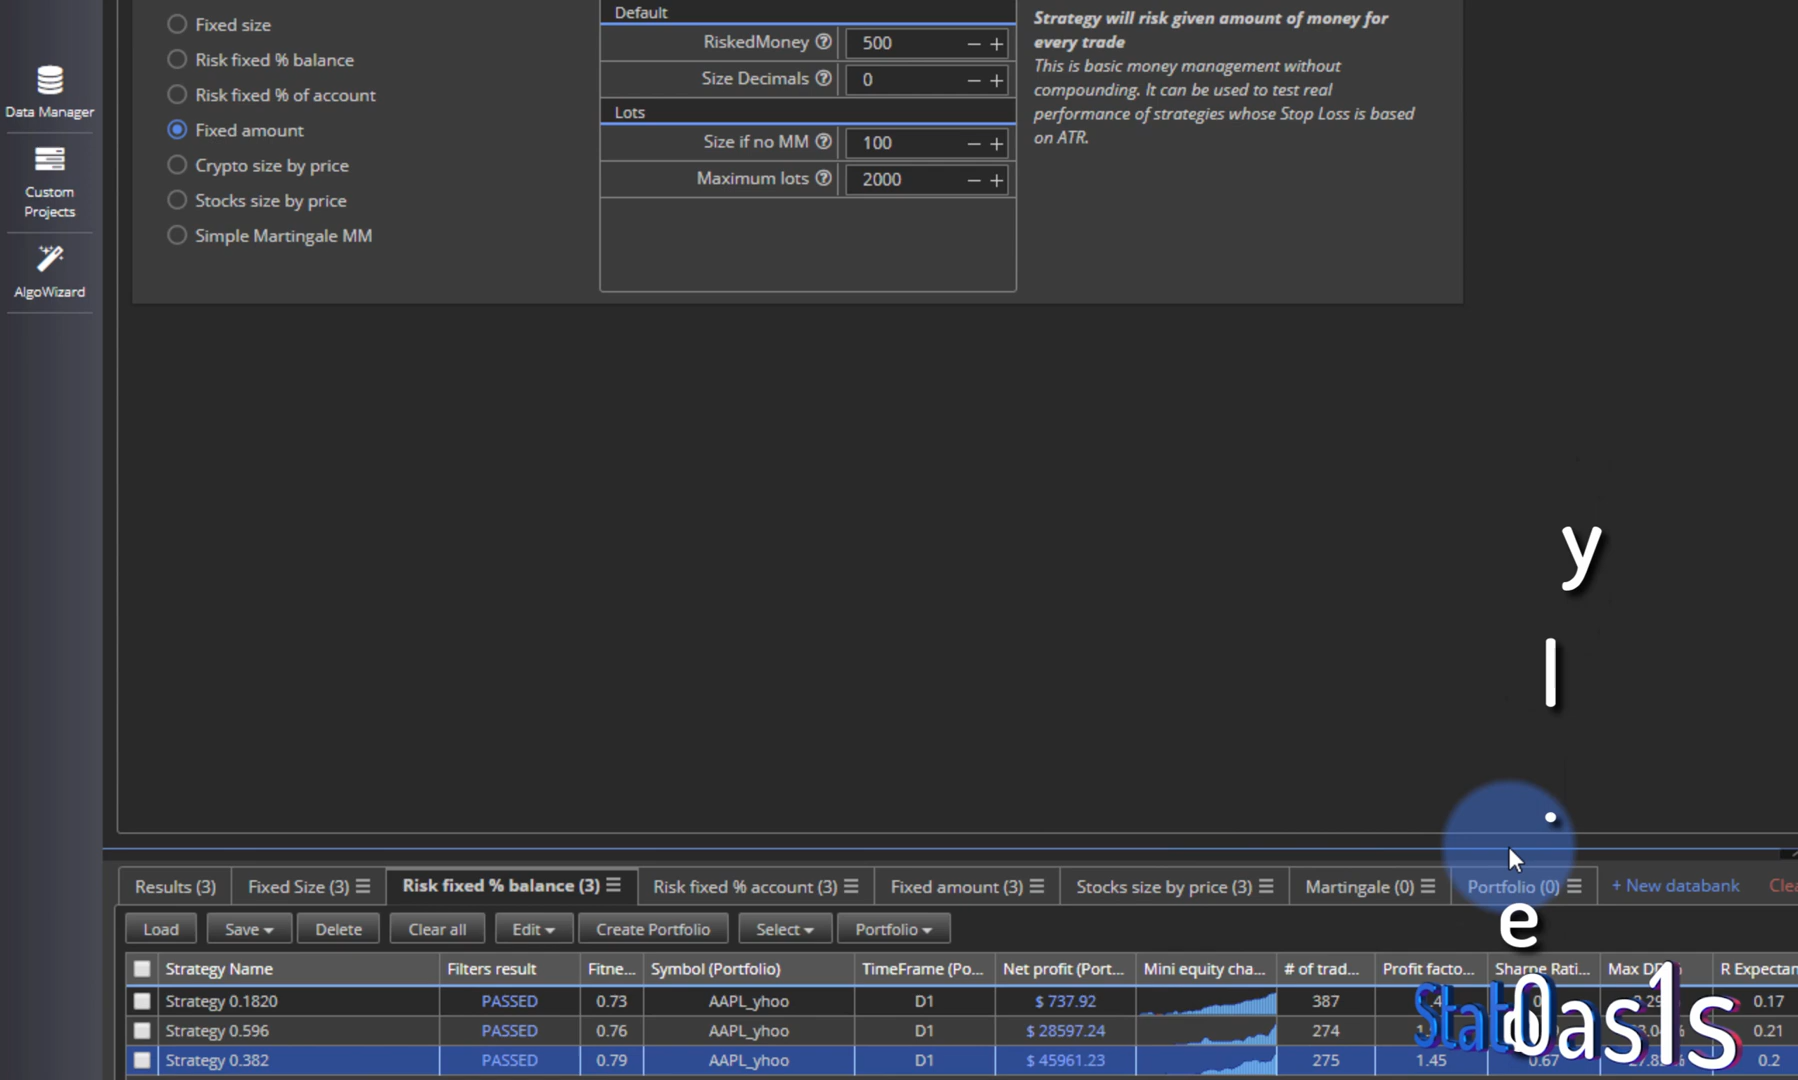 Data Manager
Custom
Projects
AlgoWizard
Fixed size
Risk fixed % balance
Risk fixed % of account
Fixed amount
Crypto size by price
Stocks size by price
Simple Martingale MM
Default
RiskedMoney 500 − +
Size Decimals 0 − +
Lots
Size if no MM 100 − +
Maximum lots 2000 − +
Strategy will risk given amount of money for
every trade
This is basic money management without
compounding. It can be used to test real
performance of strategies whose Stop Loss is based
on ATR.
y
l
.
e
Results (3) Fixed Size (3) Risk fixed % balance (3) Risk fixed % account (3) Fixed amount (3) Stocks size by price (3) Martingale (0) Portfolio (0) + New databank
Load Save Delete Clear all Edit Create Portfolio Select Portfolio
Strategy Name Filters result Fitne... Symbol (Portfolio) TimeFrame (Po... Net profit (Port... Mini equity cha... # of trad... Profit facto... Sharpe Rati... R Expectan
Strategy 0.1820 PASSED 0.73 AAPL_yhoo D1 $ 737.92 387 0.17
Strategy 0.596 PASSED 0.76 AAPL_yhoo D1 $ 28597.24 274 0.21
Strategy 0.382 PASSED 0.79 AAPL_yhoo D1 $ 45961.23 275 1.45 0.67 0.2
Stat Oas1s